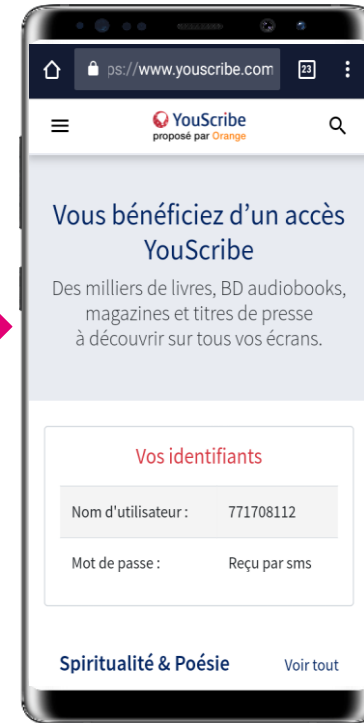 ps://www.youscribe.com 23
YouScribe
proposé par Orange
Vous bénéficiez d'un accès
YouScribe
Des milliers de livres, BD audiobooks,
magazines et titres de presse
à découvrir sur tous vos écrans.
Vos identifiants
Nom d'utilisateur : 771708112
Mot de passe : Reçu par sms
Spiritualité & Poésie Voir tout